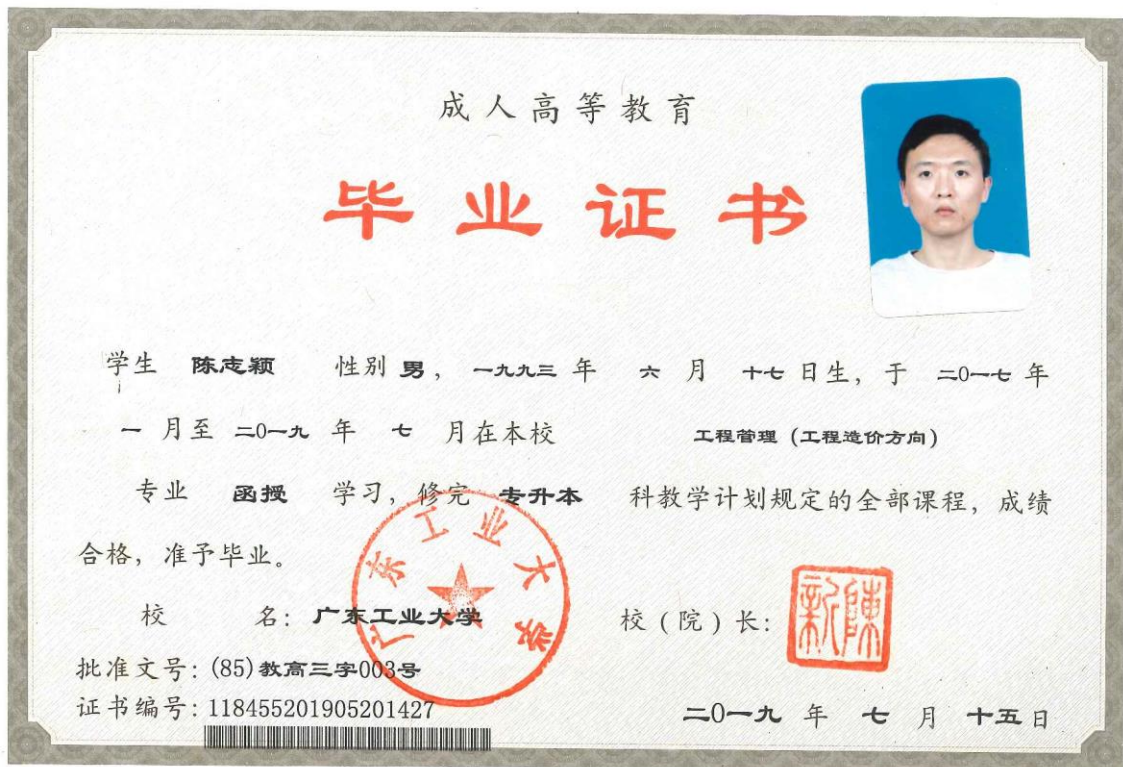 成人高等教育
毕业证书
学生 陈志颖 性别 男, 一九九三 年 六 月 十七 日生, 于 二0一七 年
一 月至 二0一九 年 七 月在本校 工程管理 (工程造价方向)
专业 函授 学习, 修完 专升本 科教学计划规定的全部课程, 成绩
合格, 准予毕业。
广东工业大学
校 名: 广东工业大学 校 (院) 长:
陳新
批准文号: (85)教高三字003号
证书编号: 118455201905201427
二0一九 年 七 月 十五 日